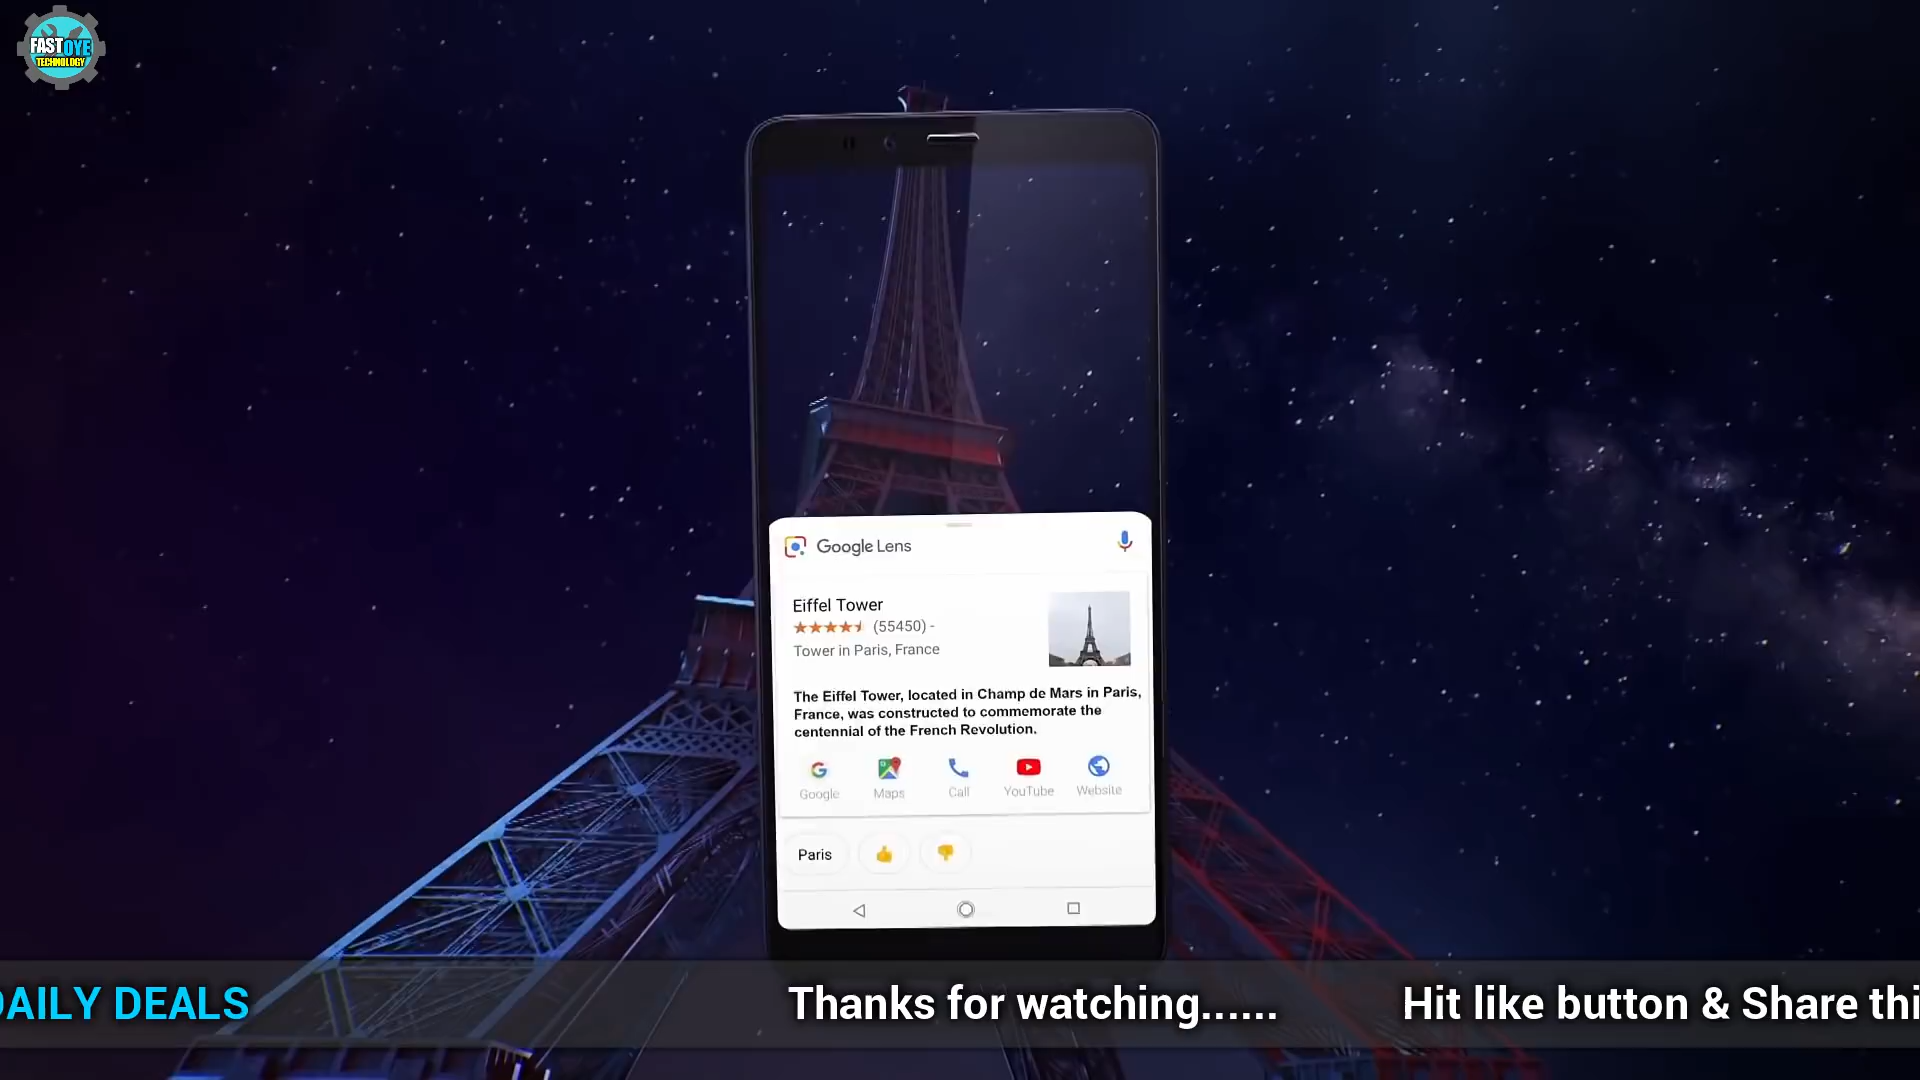 FAST OYE
TECHNOLOGY
Google Lens
Eiffel Tower
(55450) -
Tower in Paris, France
The Eiffel Tower, located in Champ de Mars in Paris,
France, was constructed to commemorate the
centennial of the French Revolution.
Google Maps Call YouTube Website
Paris
DAILY DEALS Thanks for watching...... Hit like button & Share thi